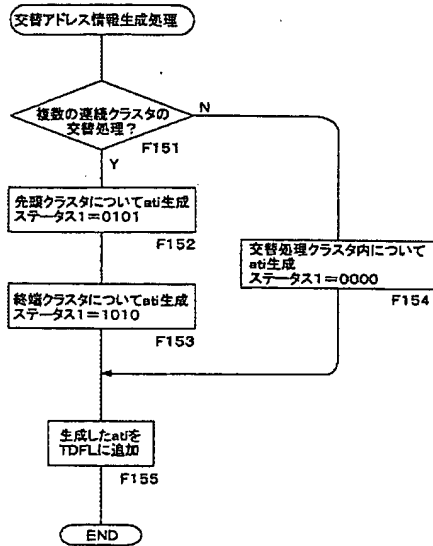 交替アドレス情報生成処理
複数の連続クラスタの
交替処理？
N
F151
Y
先頭クラスタについてati生成
ステータス1＝0101
F152
交替処理クラスタ内について
ati生成
ステータス1＝0000
F154
終端クラスタについてati生成
ステータス1＝1010
F153
生成したatiを
TDFLに追加
F155
END